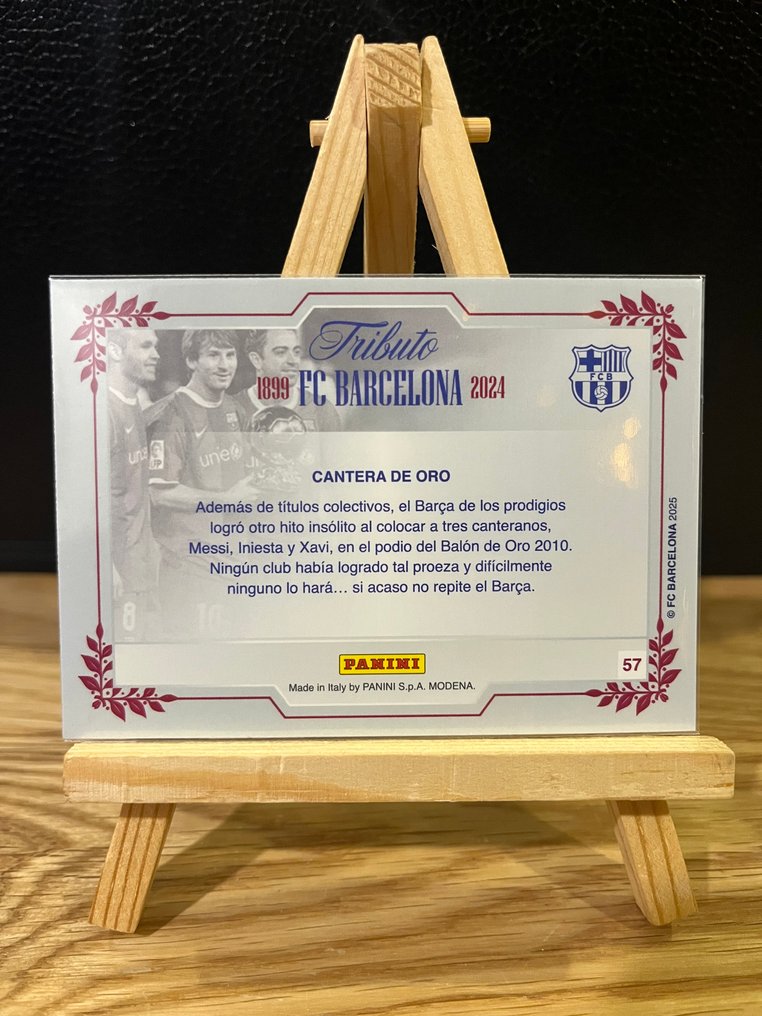 Tributo
1899 FC BARCELONA 2024
FCB
CANTERA DE ORO
Además de títulos colectivos, el Barça de los prodigios
logró otro hito insólito al colocar a tres canteranos,
Messi, Iniesta y Xavi, en el podio del Balón de Oro 2010.
Ningún club había logrado tal proeza y difícilmente
ninguno lo hará... si acaso no repite el Barça.
© FC BARCELONA 2025
PANINI
57
Made in Italy by PANINI S.p.A. MODENA.
unicef
8